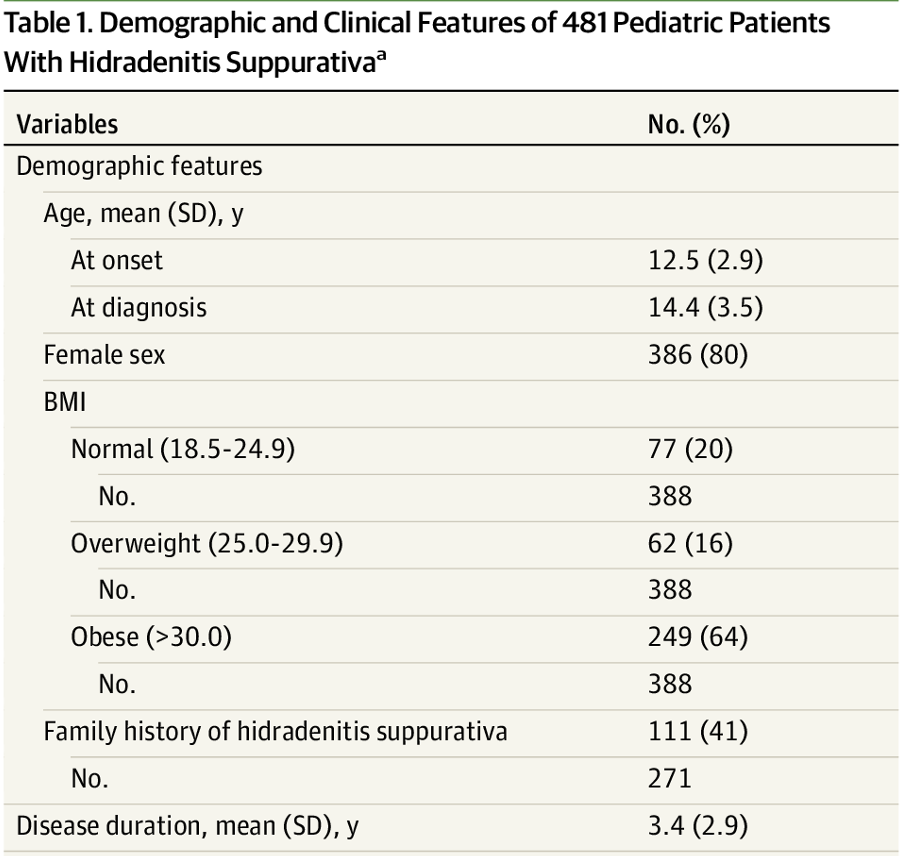 Table 1. Demographic and Clinical Features of 481 Pediatric Patients
With Hidradenitis Suppurativaᵃ
Variables No. (%)
Demographic features
Age, mean (SD), y
At onset 12.5 (2.9)
At diagnosis 14.4 (3.5)
Female sex 386 (80)
BMI
Normal (18.5-24.9) 77 (20)
No. 388
Overweight (25.0-29.9) 62 (16)
No. 388
Obese (>30.0) 249 (64)
No. 388
Family history of hidradenitis suppurativa 111 (41)
No. 271
Disease duration, mean (SD), y 3.4 (2.9)